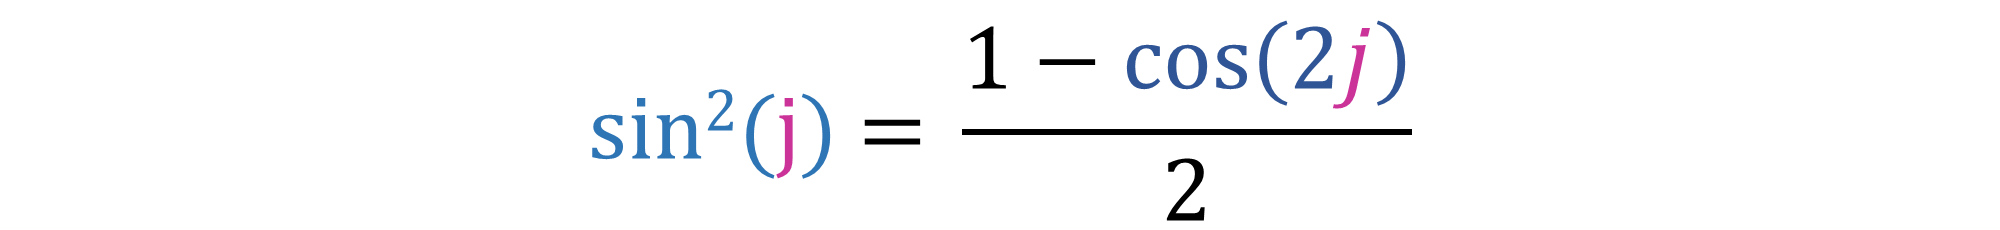 sin²(j) = (1 − cos(2j))/2